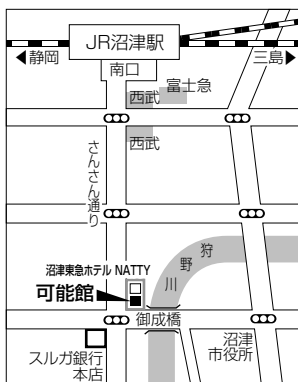 JR沼津駅
◀静岡
三島▶
南口
富士急
西武
西武
さんさん通り
狩野川
沼津東急ホテル NATTY
可能館
御成橋
スルガ銀行
本店
沼津
市役所